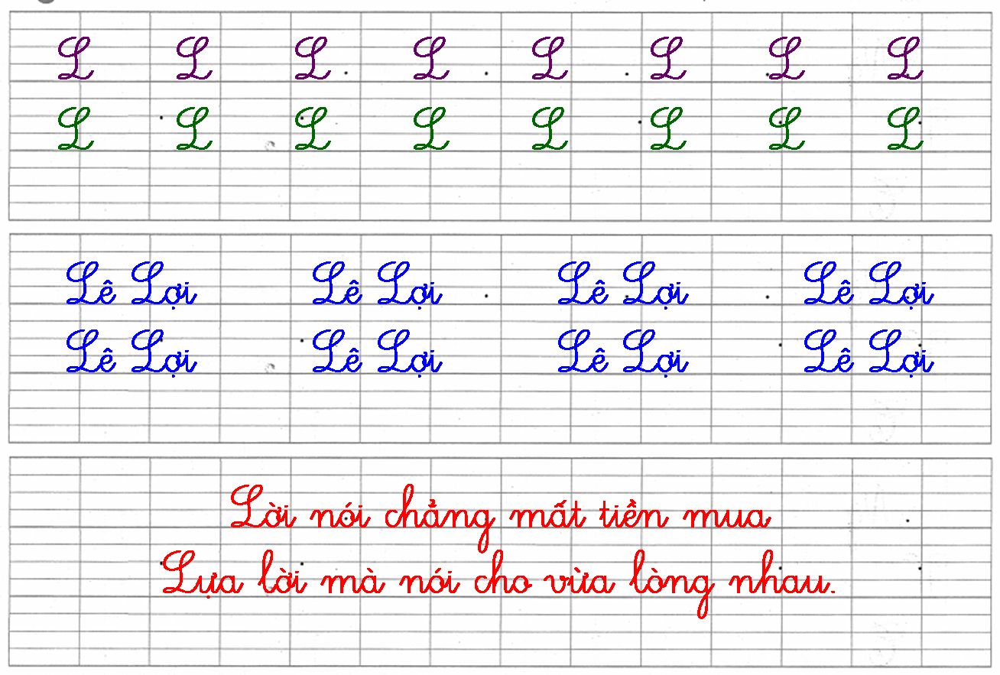 L L L L L L L L
L L L L L L L L
Lê Lợi Lê Lợi Lê Lợi Lê Lợi
Lê Lợi Lê Lợi Lê Lợi Lê Lợi
Lời nói chẳng mất tiền mua
Lựa lời mà nói cho vừa lòng nhau.